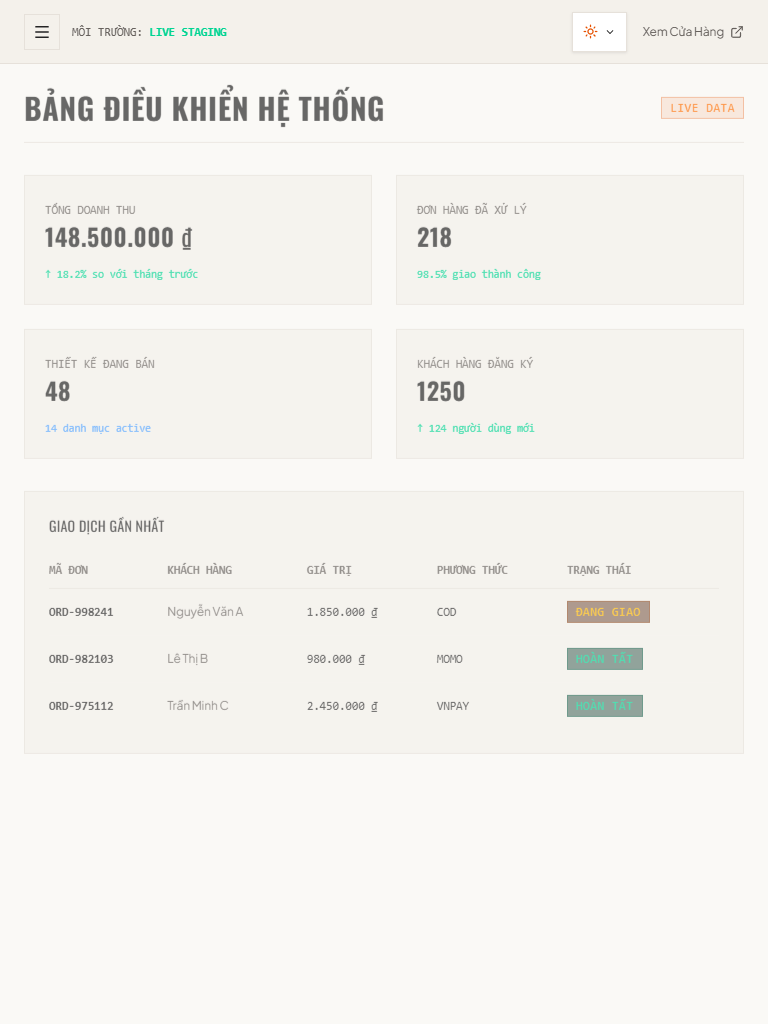 MÔI TRƯỜNG: LIVE STAGING
Xem Cửa Hàng
BẢNG ĐIỀU KHIỂN HỆ THỐNG
LIVE DATA
TỔNG DOANH THU
148.500.000 ₫
↑ 18.2% so với tháng trước
ĐƠN HÀNG ĐÃ XỬ LÝ
218
98.5% giao thành công
THIẾT KẾ ĐANG BÁN
48
14 danh mục active
KHÁCH HÀNG ĐĂNG KÝ
1250
↑ 124 người dùng mới
GIAO DỊCH GẦN NHẤT
MÃ ĐƠN KHÁCH HÀNG GIÁ TRỊ PHƯƠNG THỨC TRẠNG THÁI
ORD-998241 Nguyễn Văn A 1.850.000 ₫ COD ĐANG GIAO
ORD-982103 Lê Thị B 980.000 ₫ MOMO HOÀN TẤT
ORD-975112 Trần Minh C 2.450.000 ₫ VNPAY HOÀN TẤT